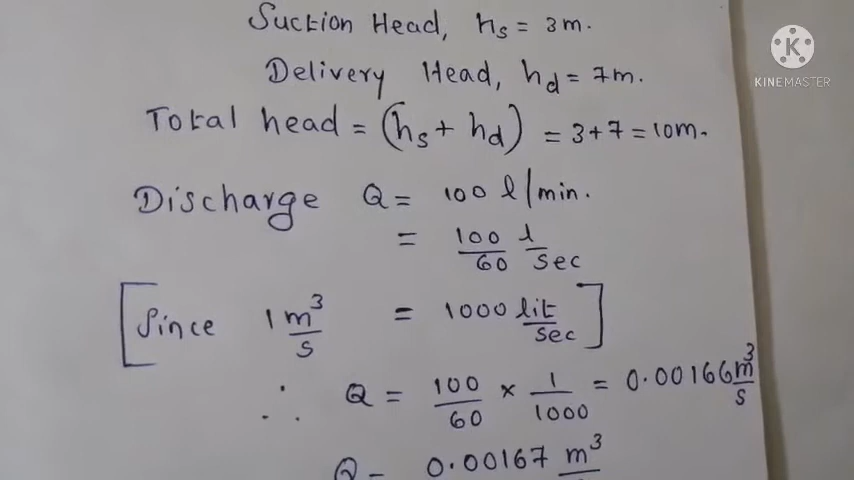 Suction Head, hs = 3m.
Delivery Head, hd = 7m.
Total head = (hs + hd) = 3+7 = 10m.
Discharge Q = 100 l/min.
= 100/60 l/sec
[Since 1 m³/s = 1000 lit/sec]
∴ Q = 100/60 × 1/1000 = 0.00166 m³/s
Q = 0.00167 m³
KINEMASTER